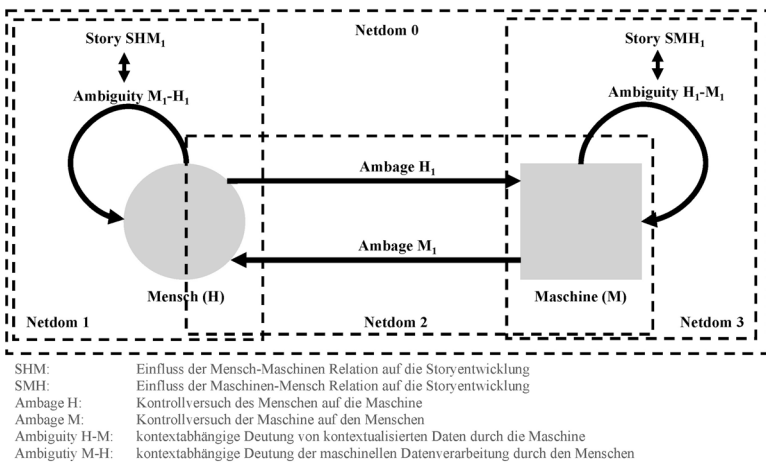 Netdom 0
Story SHM₁
Story SMH₁
Ambiguity M₁-H₁
Ambiguity H₁-M₁
Ambage H₁
Ambage M₁
Mensch (H)
Maschine (M)
Netdom 1
Netdom 2
Netdom 3
SHM: Einfluss der Mensch-Maschinen Relation auf die Storyentwicklung
SMH: Einfluss der Maschinen-Mensch Relation auf die Storyentwicklung
Ambage H: Kontrollversuch des Menschen auf die Maschine
Ambage M: Kontrollversuch der Maschine auf den Menschen
Ambiguity H-M: kontextabhängige Deutung von kontextualisierten Daten durch die Maschine
Ambigutiy M-H: kontextabhängige Deutung der maschinellen Datenverarbeitung durch den Menschen